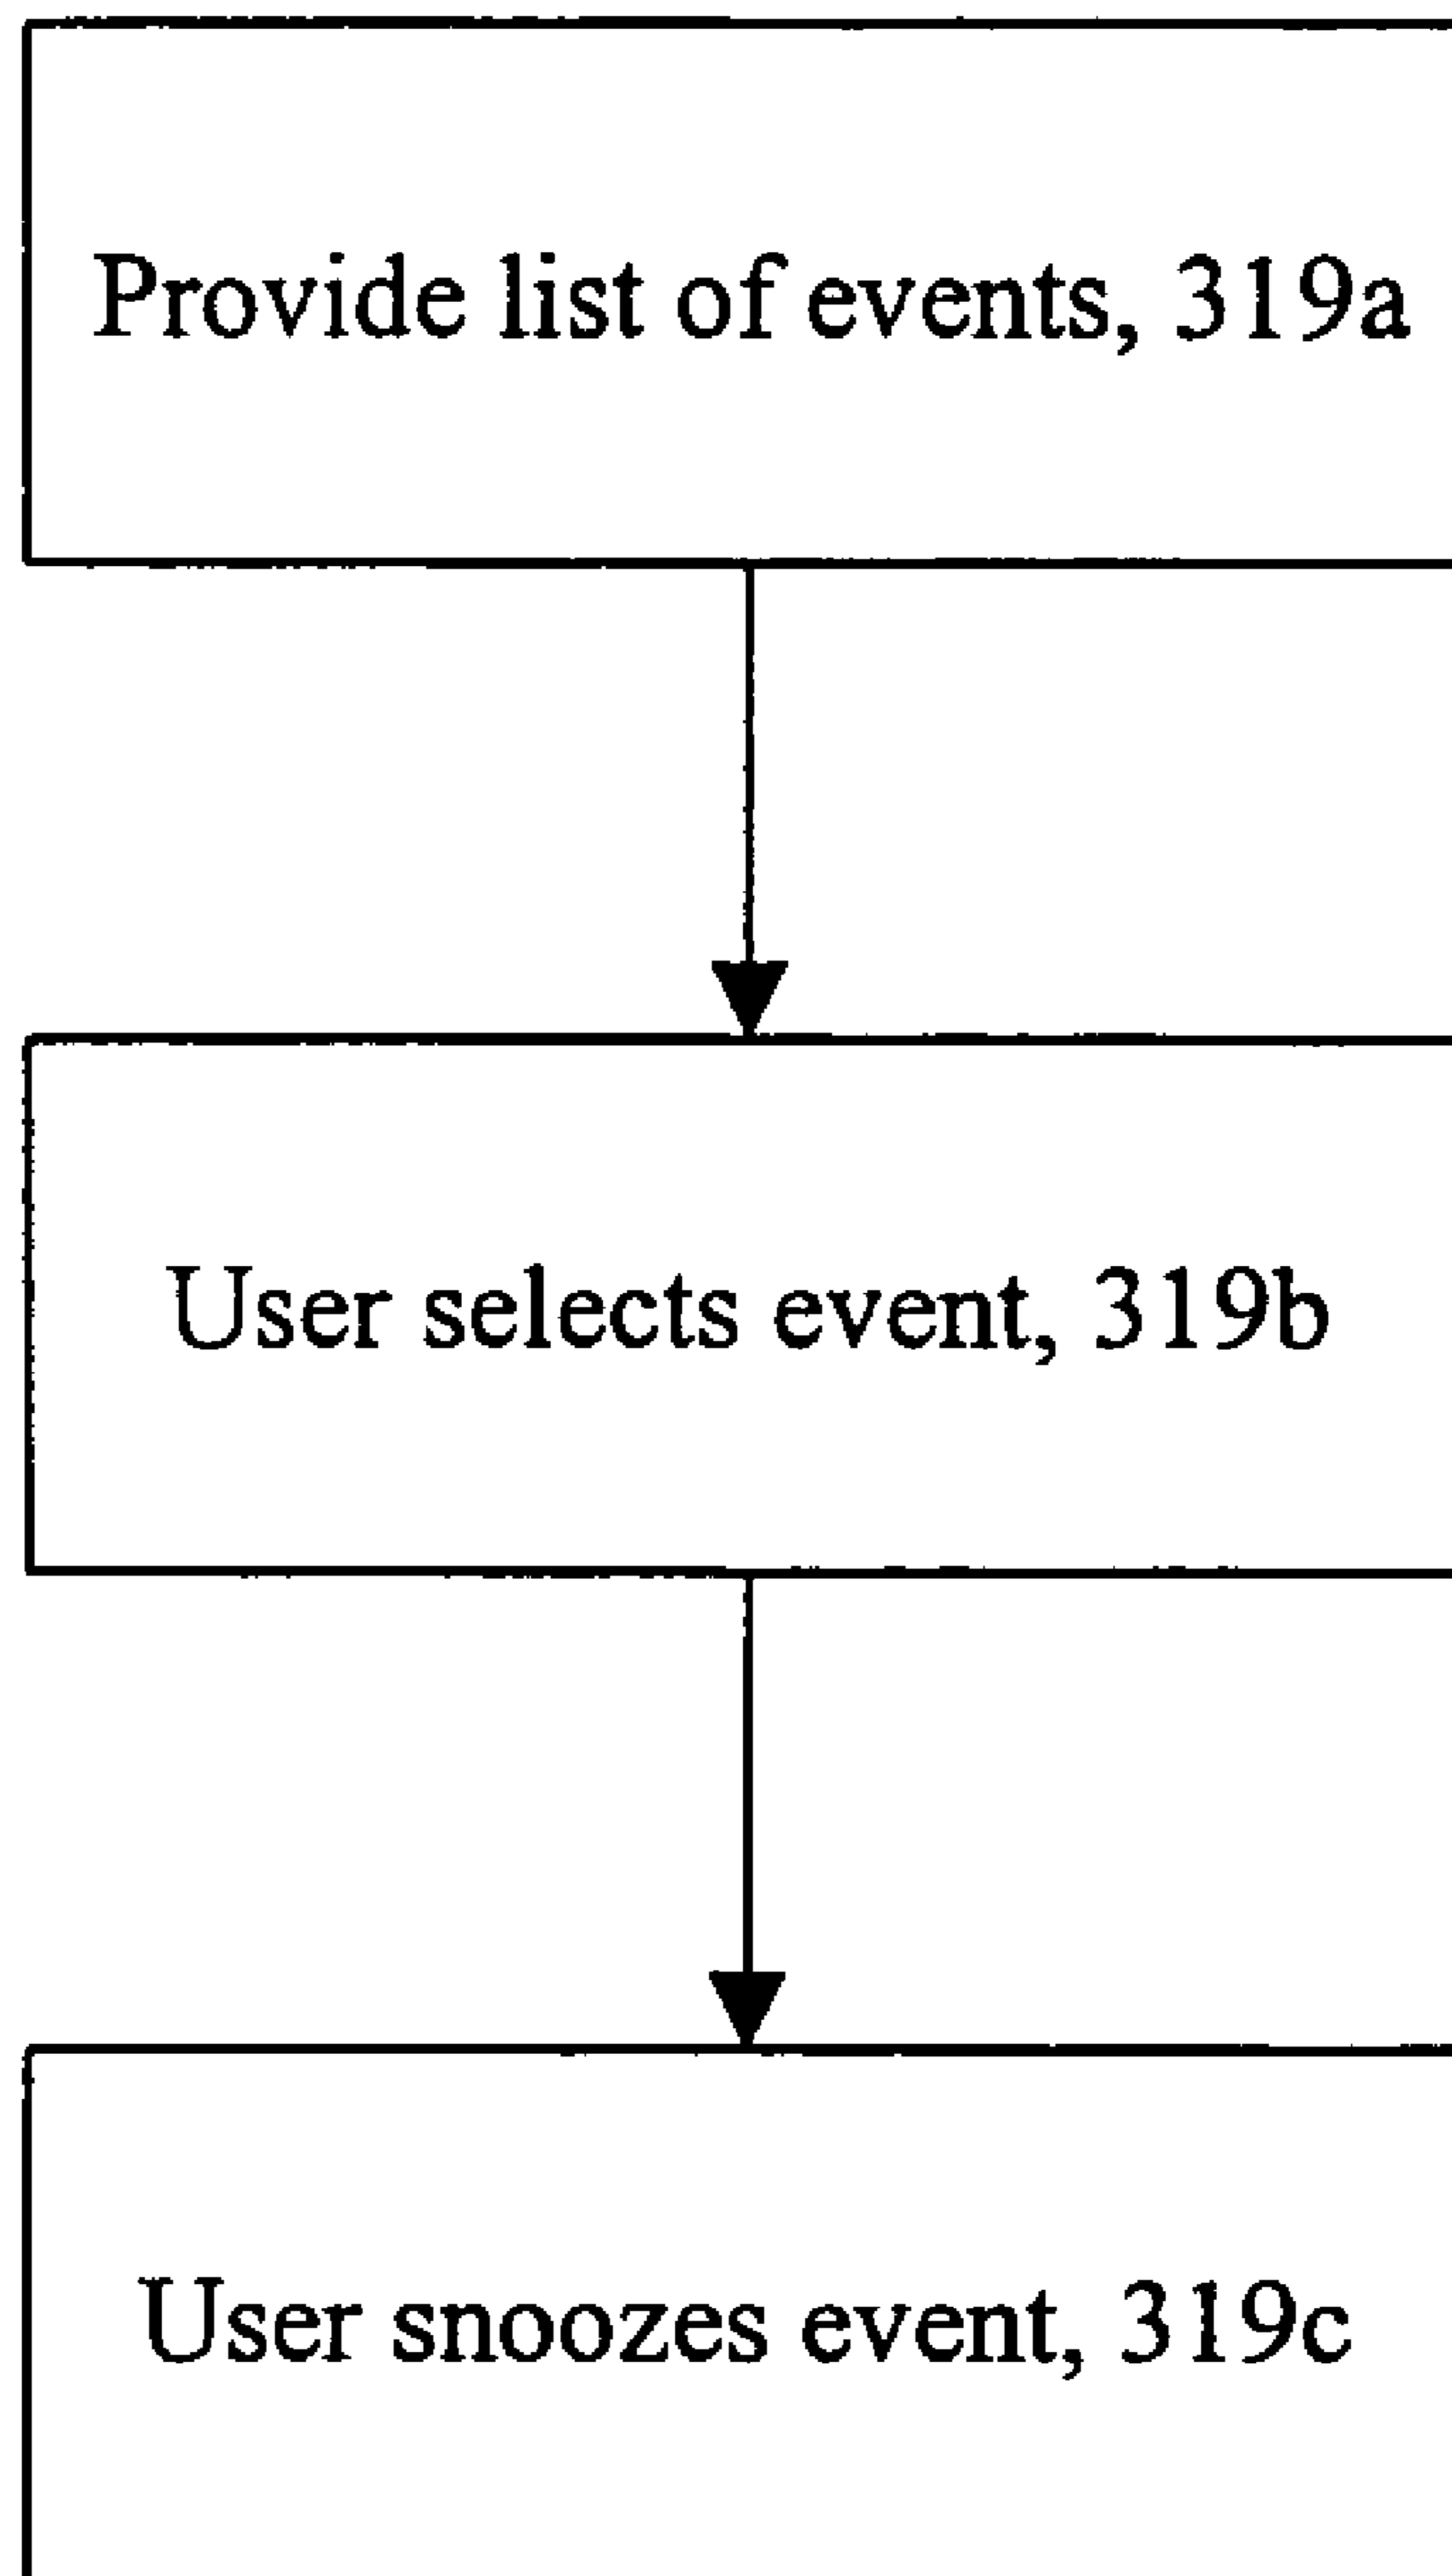 Provide list of events, 319a
User selects event, 319b
User snoozes event, 319c